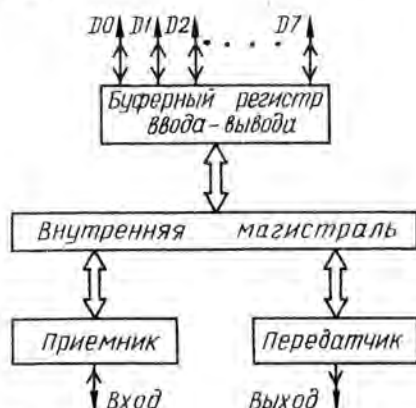 D0 D1 D2 . . . . D7
Буферный регистр
ввода-вывода
Внутренняя магистраль
Приемник Передатчик
Вход Выход